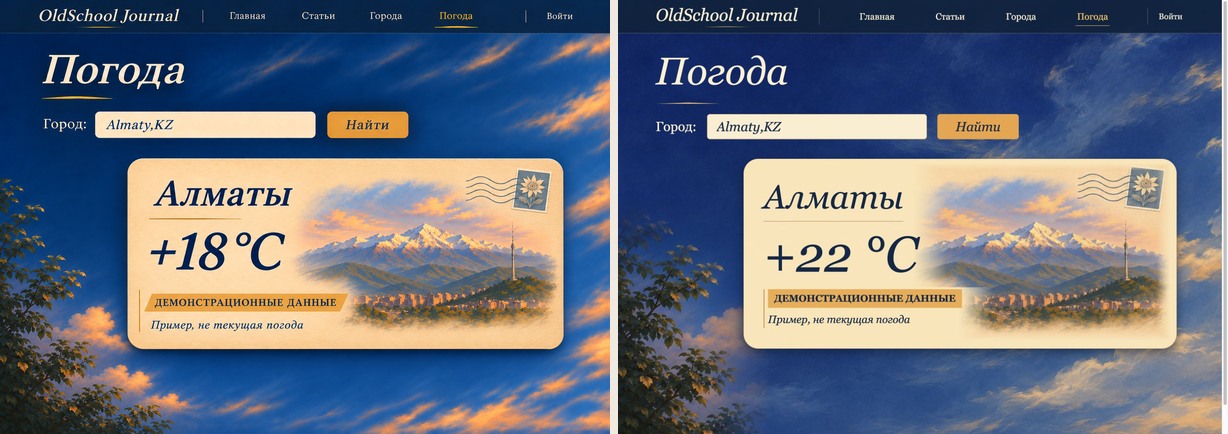 OldSchool Journal
Главная
Статьи
Города
Погода
Войти
Погода
Город:
Almaty,KZ
Найти
Алматы
+18°C
ДЕМОНСТРАЦИОННЫЕ ДАННЫЕ
Пример, не текущая погода
OldSchool Journal
Главная
Статьи
Города
Погода
Войти
Погода
Город:
Almaty,KZ
Найти
Алматы
+22 °C
ДЕМОНСТРАЦИОННЫЕ ДАННЫЕ
Пример, не текущая погода